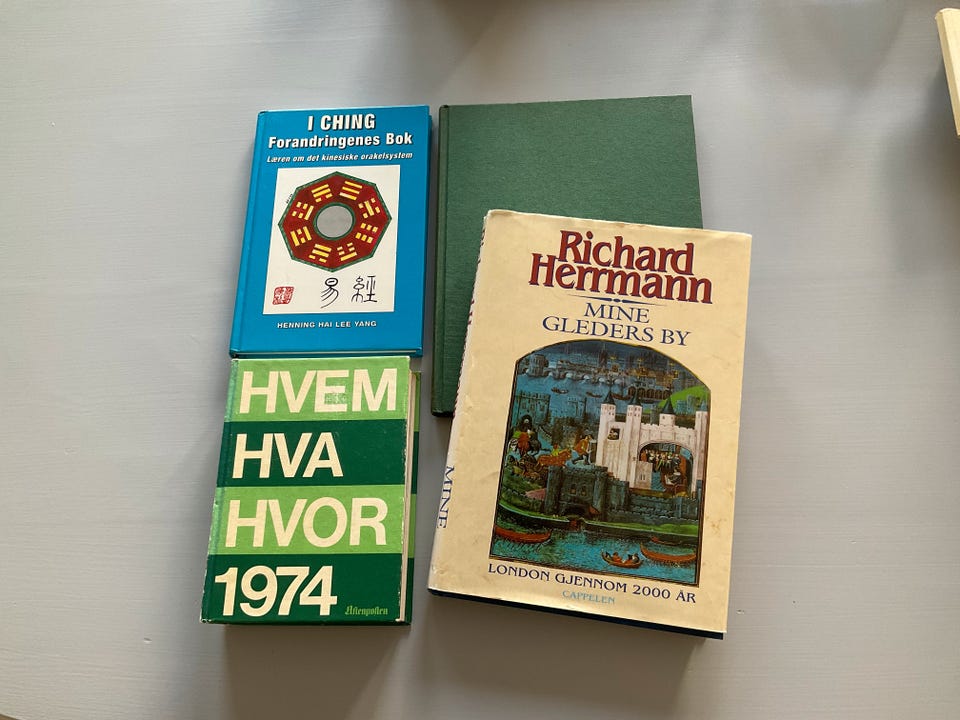 I CHING
Forandringenes Bok
Læren om det kinesiske orakelsystem
易 經
HENNING HAI LEE YANG
HVEM
HVA
HVOR
1974
Aftenposten
Richard
Herrmann
MINE
GLEDERS BY
LONDON GJENNOM 2000 ÅR
CAPPELEN
MINE